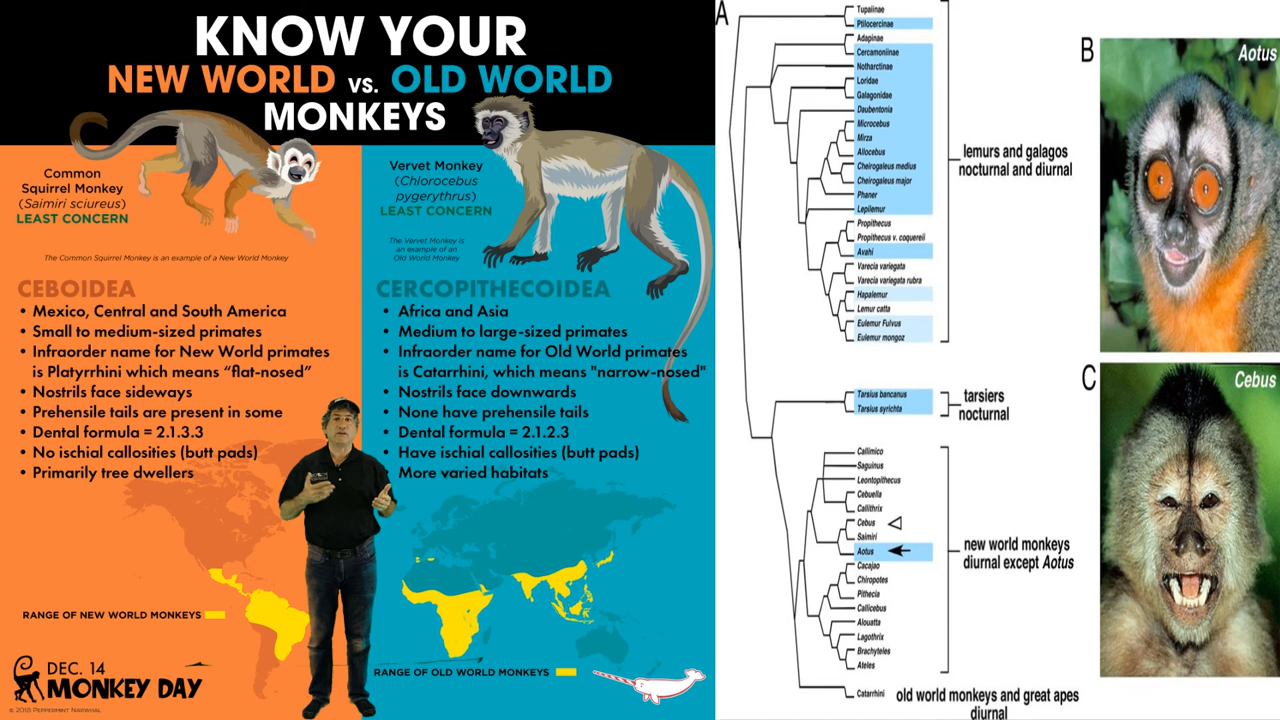 KNOW YOUR
NEW WORLD VS. OLD WORLD
MONKEYS
Common
Squirrel Monkey
(Saimiri sciureus)
LEAST CONCERN
The Common Squirrel Monkey is an example of a New World Monkey
CEBOIDEA
• Mexico, Central and South America
• Small to medium-sized primates
• Infraorder name for New World primates
is Platyrrhini which means “flat-nosed”
• Nostrils face sideways
• Prehensile tails are present in some
• Dental formula = 2.1.3.3
• No ischial callosities (butt pads)
• Primarily tree dwellers
RANGE OF NEW WORLD MONKEYS
DEC. 14
MONKEY DAY
© 2018 PEPPERMINT NARWHAL
Vervet Monkey
(Chlorocebus
pygerythrus)
LEAST CONCERN
The Vervet Monkey is
an example of an
Old World Monkey
CERCOPITHECOIDEA
• Africa and Asia
• Medium to large-sized primates
• Infraorder name for Old World primates
is Catarrhini, which means "narrow-nosed"
• Nostrils face downwards
• None have prehensile tails
• Dental formula = 2.1.2.3
• Have ischial callosities (butt pads)
• More varied habitats
RANGE OF OLD WORLD MONKEYS
A
Tupaiinae
Ptilocercinae
Adapinae
Cercamoniinae
Notharctinae
Loridae
Galagonidae
Daubentonia
Microcebus
Mirza
Allocebus
Cheirogaleus medius
Cheirogaleus major
Phaner
Lepilemur
Propithecus
Propithecus v. coquereli
Avahi
Varecia variegata
Varecia variegata rubra
Hapalemur
Lemur catta
Eulemur Fulvus
Eulemur mongoz
lemurs and galagos
nocturnal and diurnal
Tarsius bancanus
Tarsius syrichta
tarsiers
nocturnal
Callimico
Saguinus
Leontopithecus
Cebuella
Callithrix
Cebus
Saimiri
Aotus
Cacajao
Chiropotes
Pithecia
Callicebus
Alouatta
Lagothrix
Brachyteles
Ateles
new world monkeys
diurnal except Aotus
Catarrhini
old world monkeys and great apes
diurnal
B
Aotus
C
Cebus